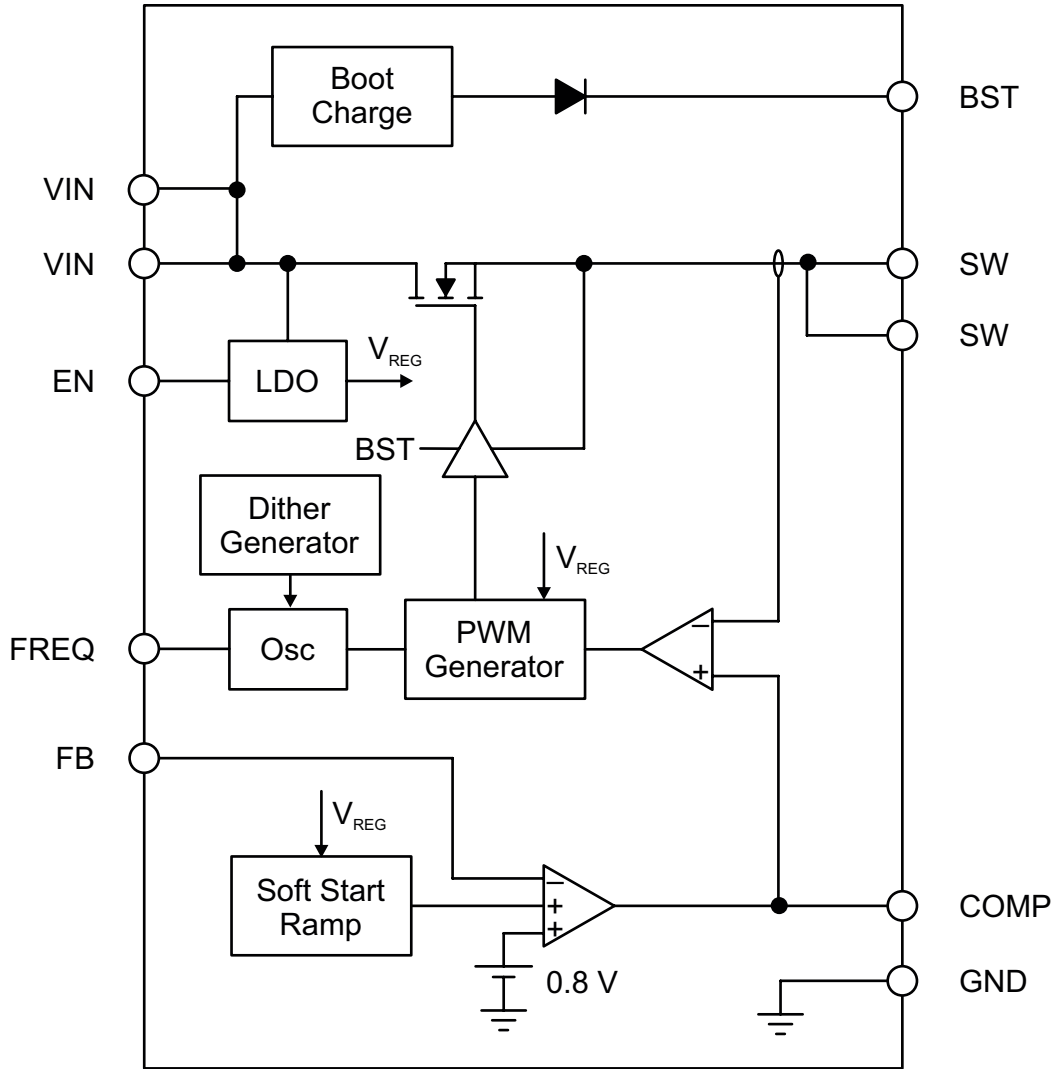 Boot
Charge
BST
VIN
VIN
SW
SW
EN
LDO
VREG
BST
Dither
Generator
VREG
FREQ
Osc
PWM
Generator
−
+
FB
VREG
Soft Start
Ramp
−
+
+
COMP
0.8 V
GND